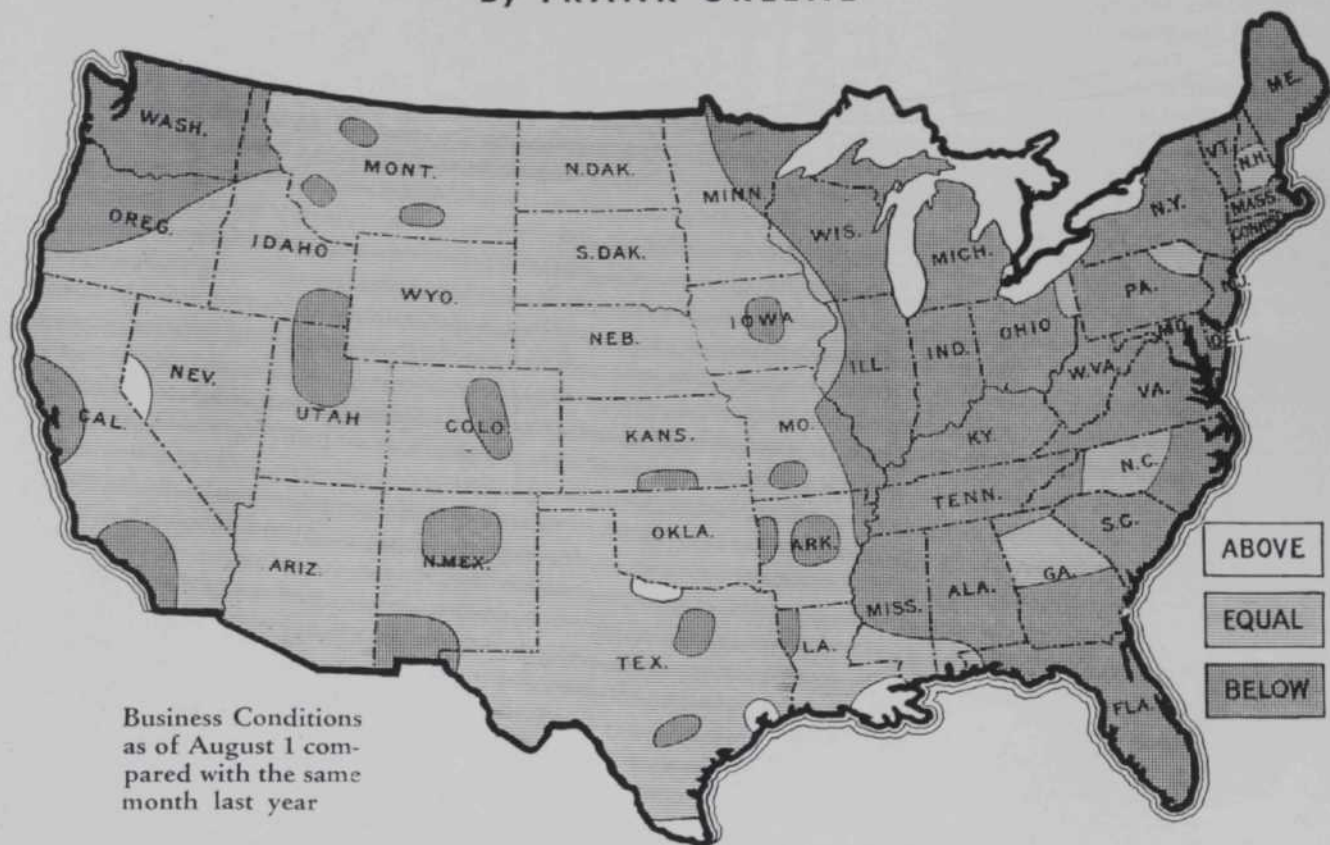 WASH.
MONT.
N.DAK.
MINN.
OREG.
IDAHO
S.DAK.
WIS.
MICH.
N.Y.
VT.
N.H.
ME.
MASS.
CONN.
WYO.
IOWA
NEB.
ILL.
IND.
OHIO
PA.
N.J.
MD.
DEL.
W.VA.
VA.
NEV.
CAL.
UTAH
COLO.
KANS.
MO.
KY.
N.C.
TENN.
S.C.
ARIZ.
N.MEX.
OKLA.
ARK.
GA.
MISS.
ALA.
TEX.
LA.
FLA.
ABOVE
EQUAL
BELOW
Business Conditions
as of August 1 com-
pared with the same
month last year